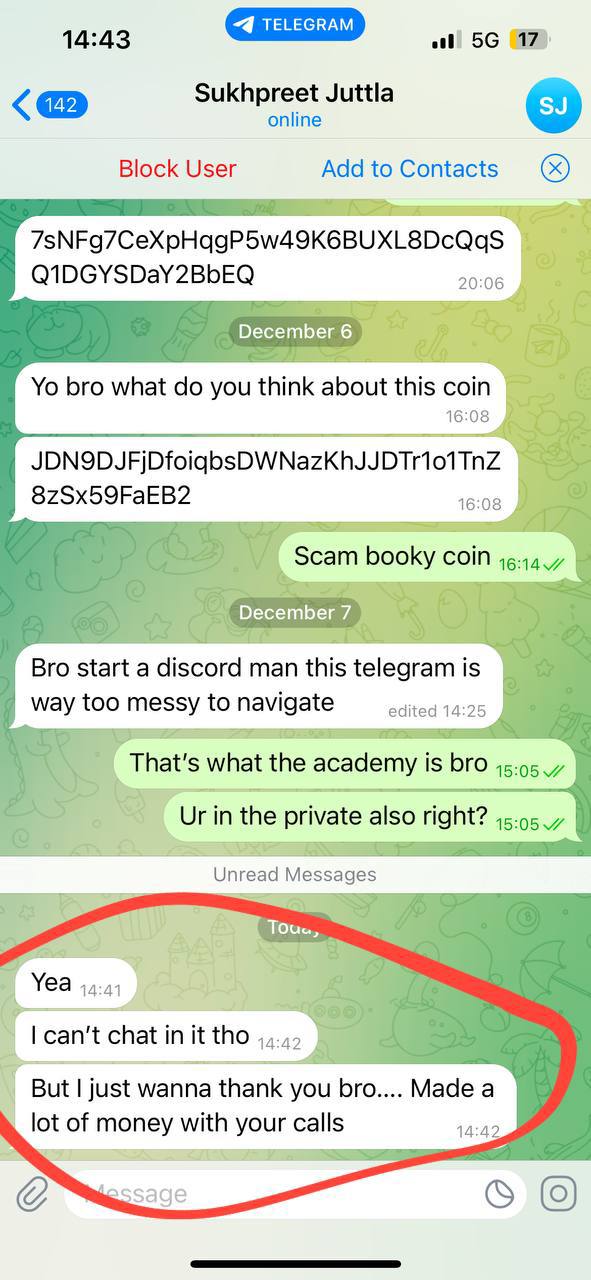 14:43
TELEGRAM
5G
17
142
Sukhpreet Juttla
online
SJ
Block User
Add to Contacts
7sNFg7CeXpHqgP5w49K6BUXL8DcQqS
Q1DGYSDaY2BbEQ
20:06
December 6
Yo bro what do you think about this coin
16:08
JDN9DJFjDfoiqbsDWNazKhJJDTr1o1TnZ
8zSx59FaEB2
16:08
Scam booky coin 16:14
December 7
Bro start a discord man this telegram is
way too messy to navigate
edited 14:25
That’s what the academy is bro 15:05
Ur in the private also right? 15:05
Unread Messages
Today
Yea 14:41
I can’t chat in it tho 14:42
But I just wanna thank you bro.... Made a
lot of money with your calls
14:42
Message